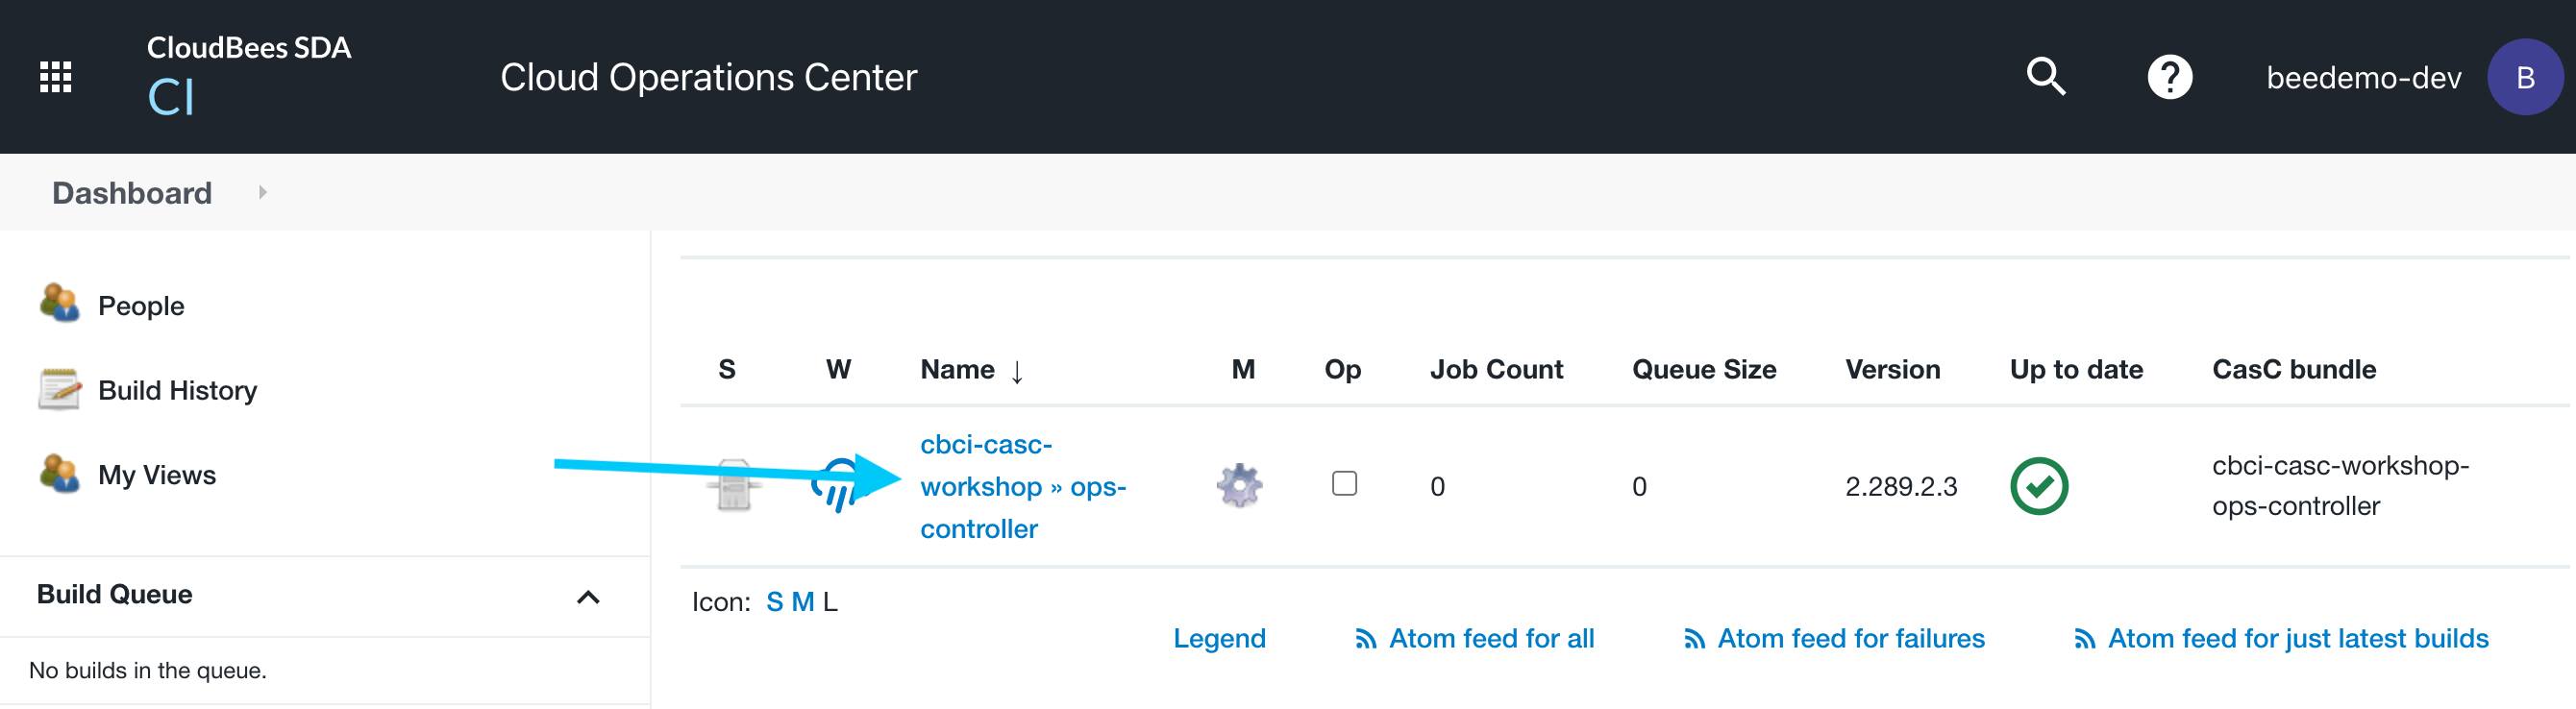 CloudBees SDA
CI
Cloud Operations Center
?
beedemo-dev
B
Dashboard
People
Build History
My Views
Build Queue
No builds in the queue.
S W Name ↓ M Op Job Count Queue Size Version Up to date CasC bundle
cbci-casc-
workshop » ops-
controller
0 0 2.289.2.3
cbci-casc-workshop-
ops-controller
Icon: S M L
Legend Atom feed for all Atom feed for failures Atom feed for just latest builds